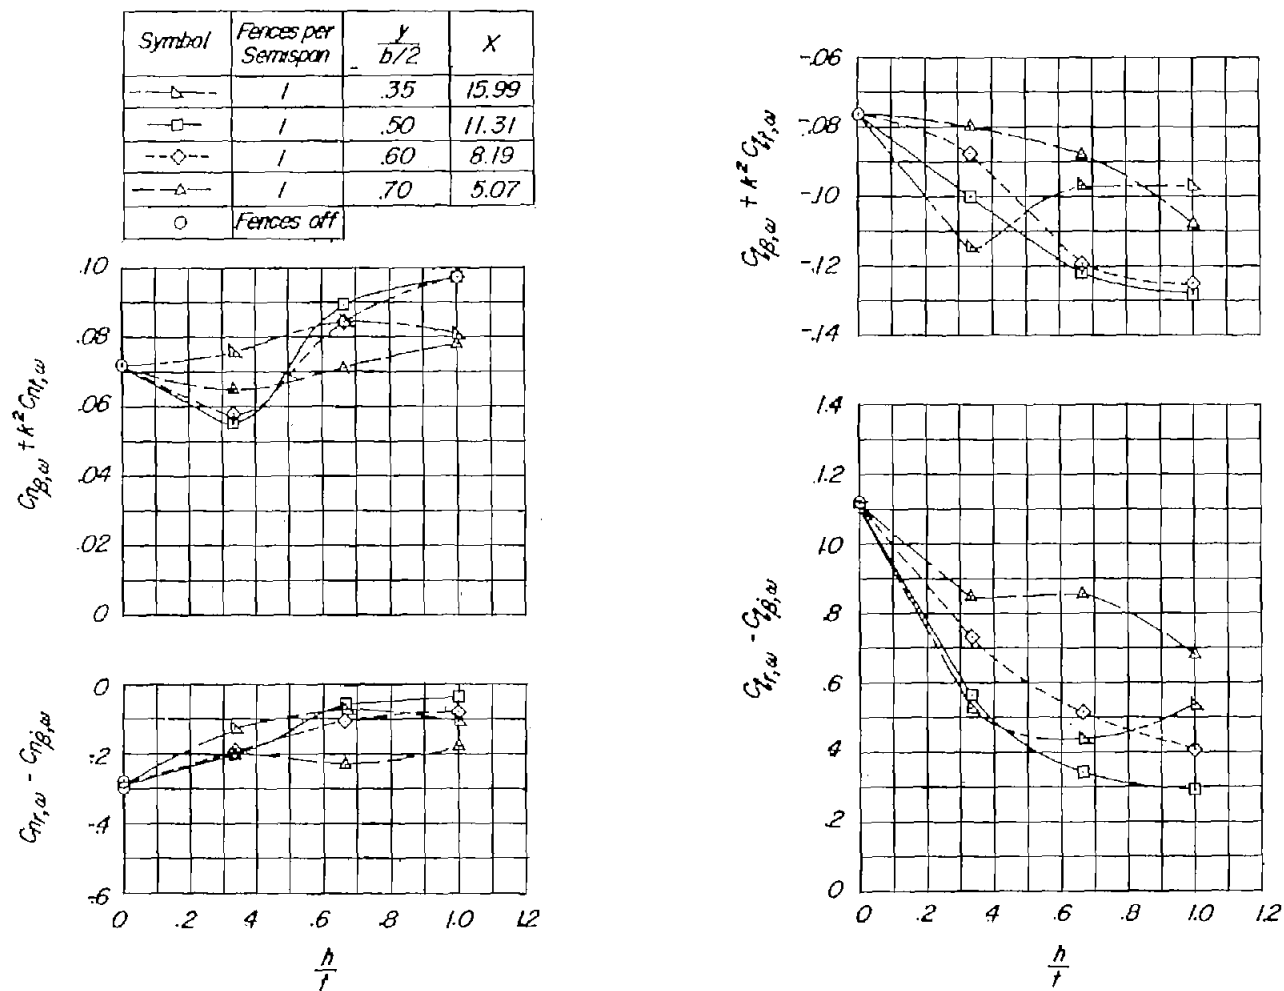 Symbol Fences per Semispan y/b/2 X
1 .35 15.99
1 .50 11.31
1 .60 8.19
1 .70 5.07
Fences off
.10
.08
.06
.04
.02
0
Cnβ,ω + k² Cnṙ,ω
0
-.2
-.4
-.6
Cnr,ω - Cnβ̇,ω
0 .2 .4 .6 .8 1.0 1.2
h/t
-.06
-.08
-.10
-.12
-.14
Clβ,ω + k² Clṙ,ω
1.4
1.2
1.0
.8
.6
.4
.2
0
Clr,ω - Clβ̇,ω
0 .2 .4 .6 .8 1.0 1.2
h/t